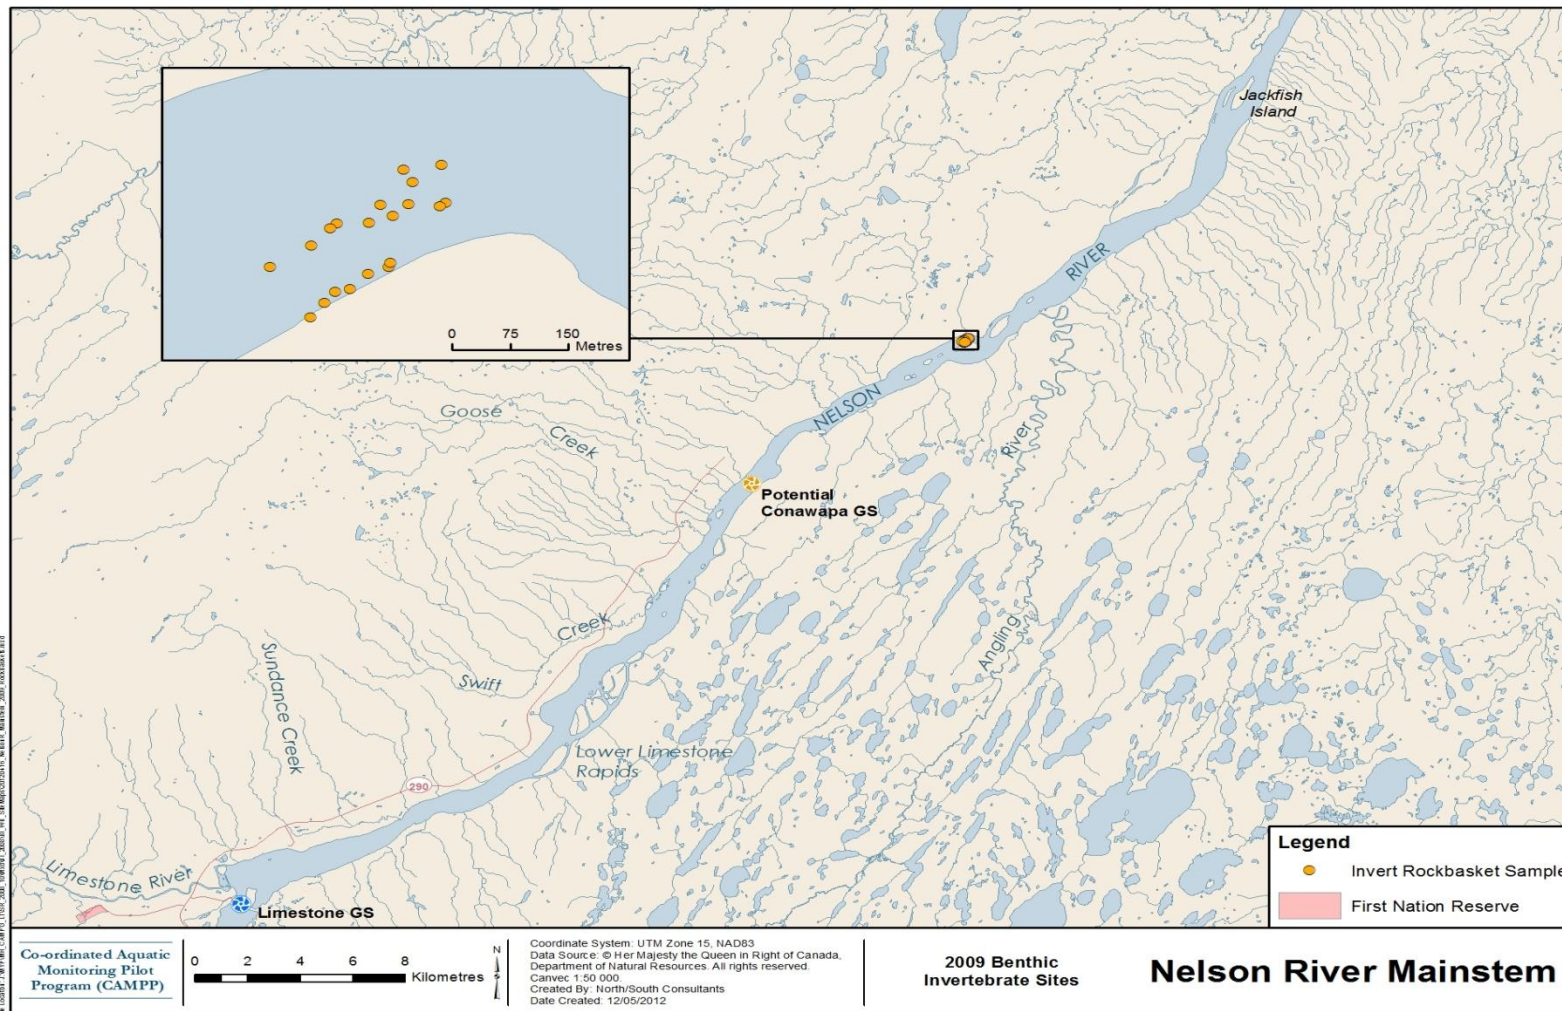 Jackfish
Island
0 75 150
Metres
RIVER
NELSON
Goose
Creek
River
Potential
Conawapa GS
Creek
Angling
Sundance Creek
Swift
Lower Limestone
Rapids
290
Limestone River
Limestone GS
Legend
Invert Rockbasket Sample
First Nation Reserve
Co-ordinated Aquatic
Monitoring Pilot
Program (CAMPP)
0 2 4 6 8
Kilometres
N
Coordinate System: UTM Zone 15, NAD83
Data Source: © Her Majesty the Queen in Right of Canada,
Department of Natural Resources. All rights reserved.
Canvec 1:50 000.
Created By: North/South Consultants
Date Created: 12/05/2012
2009 Benthic
Invertebrate Sites
Nelson River Mainstem